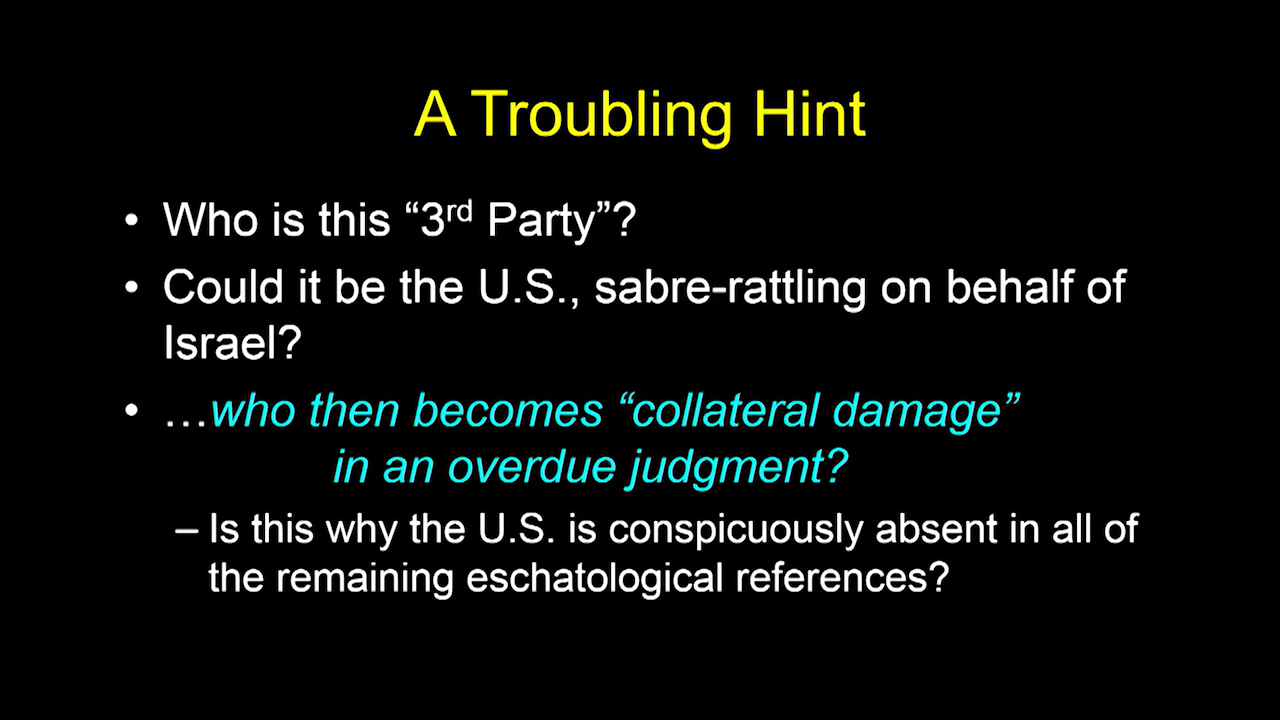 A Troubling Hint
• Who is this “3rd Party”?
• Could it be the U.S., sabre-rattling on behalf of
Israel?
• …who then becomes “collateral damage”
in an overdue judgment?
– Is this why the U.S. is conspicuously absent in all of
the remaining eschatological references?